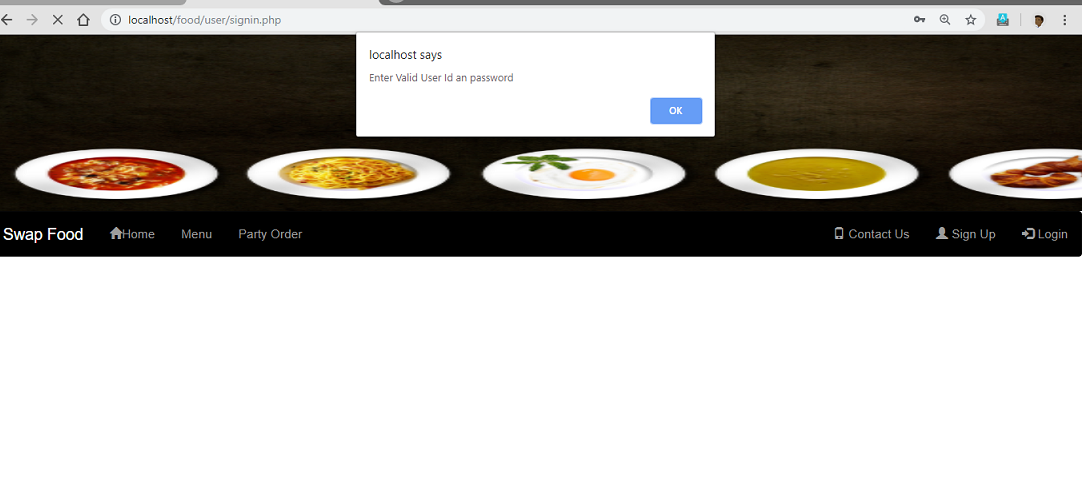 localhost/food/user/signin.php
localhost says
Enter Valid User Id an password
OK
Swap Food Home Menu Party Order Contact Us Sign Up Login